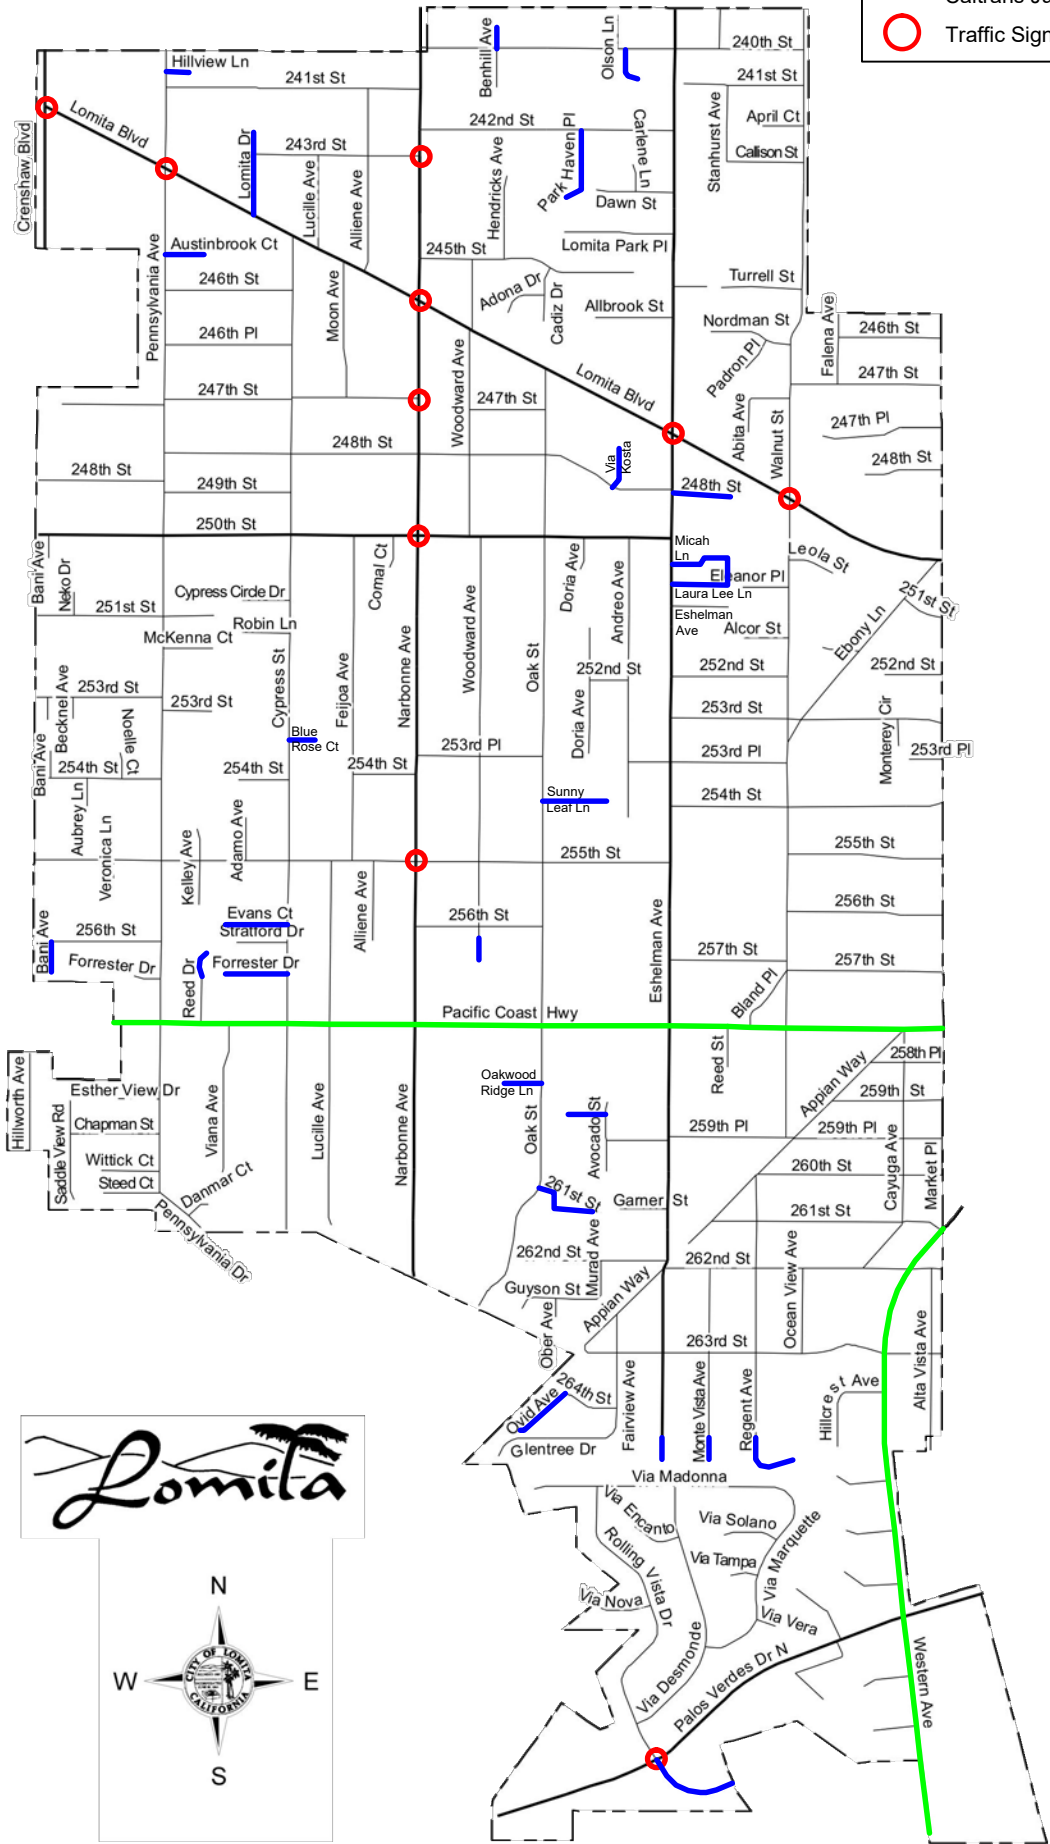 Traffic Sign
Benhill Ave
Olson Ln
240th St
Hillview Ln
241st St
241st St
Crenshaw Blvd
Lomita Blvd
Lomita Dr
243rd St
Lucille Ave
Alliene Ave
242nd St
Hendricks Ave
Park Haven Pl
Carlene Ln
Dawn St
Stanhurst Ave
April Ct
Callison St
Pennsylvania Ave
Austinbrook Ct
246th St
Moon Ave
245th St
Adona Dr
Cadiz Dr
Lomita Park Pl
Allbrook St
Turrell St
Nordman St
Padron Pl
Falena Ave
246th St
246th Pl
247th St
Woodward Ave
247th St
Lomita Blvd
Abita Ave
Walnut St
247th St
247th Pl
248th St
248th St
248th St
249th St
250th St
Via
Kosta
248th St
Micah
Ln
Eleanor Pl
Laura Lee Ln
Leola St
251st St
Eshelman
Ave
Alcor St
Ebony Ln
Bani Ave
Neko Dr
251st St
Cypress Circle Dr
Comal Ct
McKenna Ct
Robin Ln
Cypress St
Feijoa Ave
Narbonne Ave
Woodward Ave
Oak St
Doria Ave
Andreo Ave
252nd St
Doria Ave
252nd St
252nd St
253rd St
Becknel Ave
Noelle Ct
253rd St
Blue
Rose Ct
253rd Pl
253rd St
253rd Pl
Monterey Cir
253rd Pl
Bani Ave
254th St
254th St
254th St
Sunny
Leaf Ln
254th St
Aubrey Ln
Veronica Ln
Kelley Ave
Adamo Ave
Alliene Ave
255th St
255th St
Bani Ave
256th St
Evans Ct
Stratford Dr
256th St
256th St
Forrester Dr
Reed Dr
Forrester Dr
Eshelman Ave
257th St
257th St
Bland Pl
Pacific Coast Hwy
Hillworth Ave
Esther View Dr
Saddle View Rd
Chapman St
Wittick Ct
Steed Ct
Viana Ave
Danmar Ct
Pennsylvania Dr
Lucille Ave
Narbonne Ave
Oakwood
Ridge Ln
Oak St
Avocado St
Reed St
Appian Way
258th Pl
259th St
259th Pl
259th Pl
260th St
Cayuga Ave
Market Pl
261st St
Garner St
261st St
262nd St
Murad Ave
262nd St
Ocean View Ave
Guyson St
Appian Way
Ober Ave
263rd St
Alta Vista Ave
264th St
Ovid Ave
Fairview Ave
Monte Vista Ave
Regent Ave
Hillcrest Ave
Glentree Dr
Via Madonna
Via Encanto
Via Solano
Rolling Vista Dr
Via Tampa
Via Marquette
Via Nova
Via Vera
Via Desmonde
Palos Verdes Dr N
Western Ave
Lomita
N
W
E
S
CITY OF LOMITA
CALIFORNIA